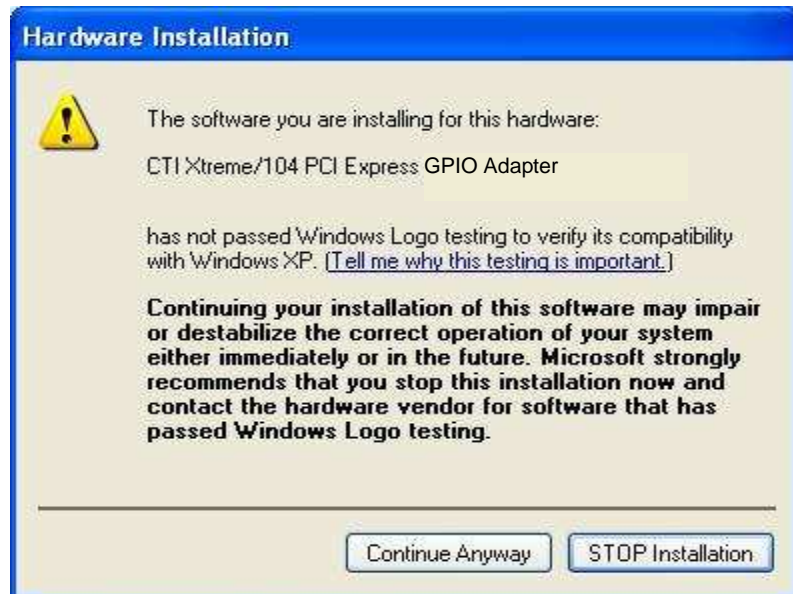 Hardware Installation
The software you are installing for this hardware:
CTI Xtreme/104 PCI Express GPIO Adapter
has not passed Windows Logo testing to verify its compatibility
with Windows XP. (Tell me why this testing is important.)
Continuing your installation of this software may impair
or destabilize the correct operation of your system
either immediately or in the future. Microsoft strongly
recommends that you stop this installation now and
contact the hardware vendor for software that has
passed Windows Logo testing.
Continue Anyway STOP Installation